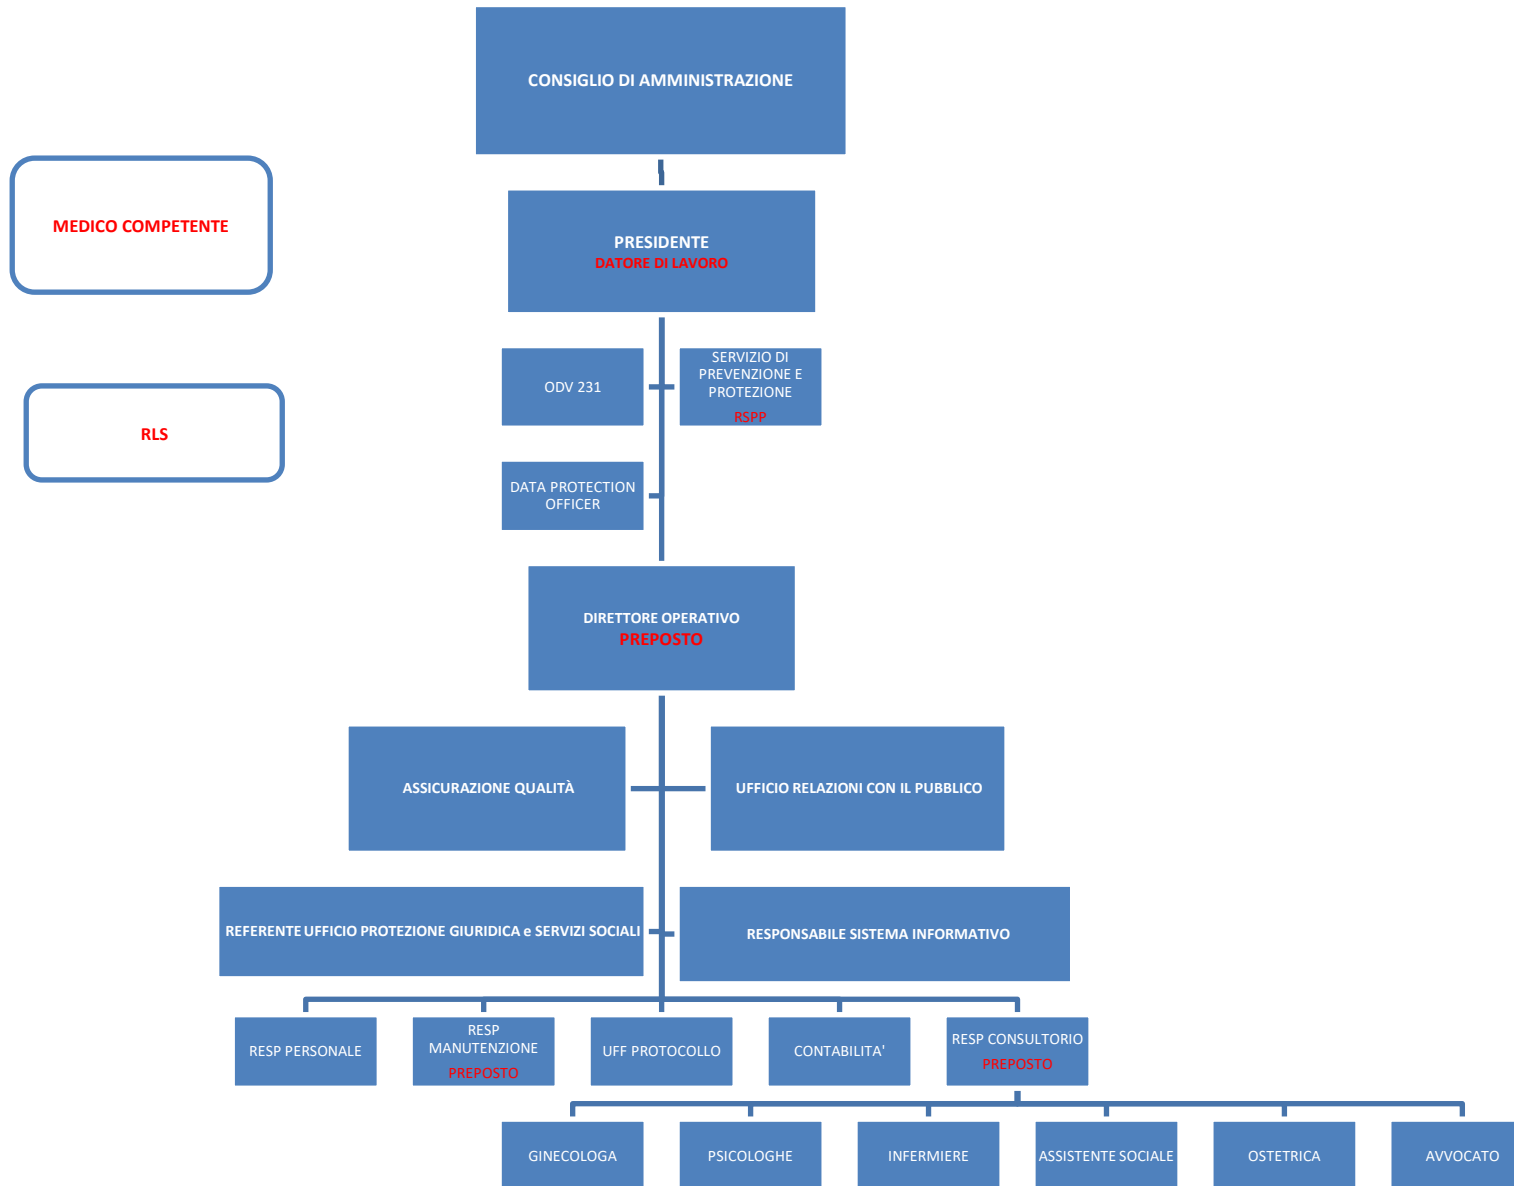 CONSIGLIO DI AMMINISTRAZIONE
MEDICO COMPETENTE
PRESIDENTE
DATORE DI LAVORO
ODV 231
SERVIZIO DI
PREVENZIONE E
PROTEZIONE
RSPP
RLS
DATA PROTECTION
OFFICER
DIRETTORE OPERATIVO
PREPOSTO
ASSICURAZIONE QUALITÀ
UFFICIO RELAZIONI CON IL PUBBLICO
REFERENTE UFFICIO PROTEZIONE GIURIDICA e SERVIZI SOCIALI
RESPONSABILE SISTEMA INFORMATIVO
RESP PERSONALE
RESP
MANUTENZIONE
PREPOSTO
UFF PROTOCOLLO
CONTABILITA'
RESP CONSULTORIO
PREPOSTO
GINECOLOGA
PSICOLOGHE
INFERMIERE
ASSISTENTE SOCIALE
OSTETRICA
AVVOCATO